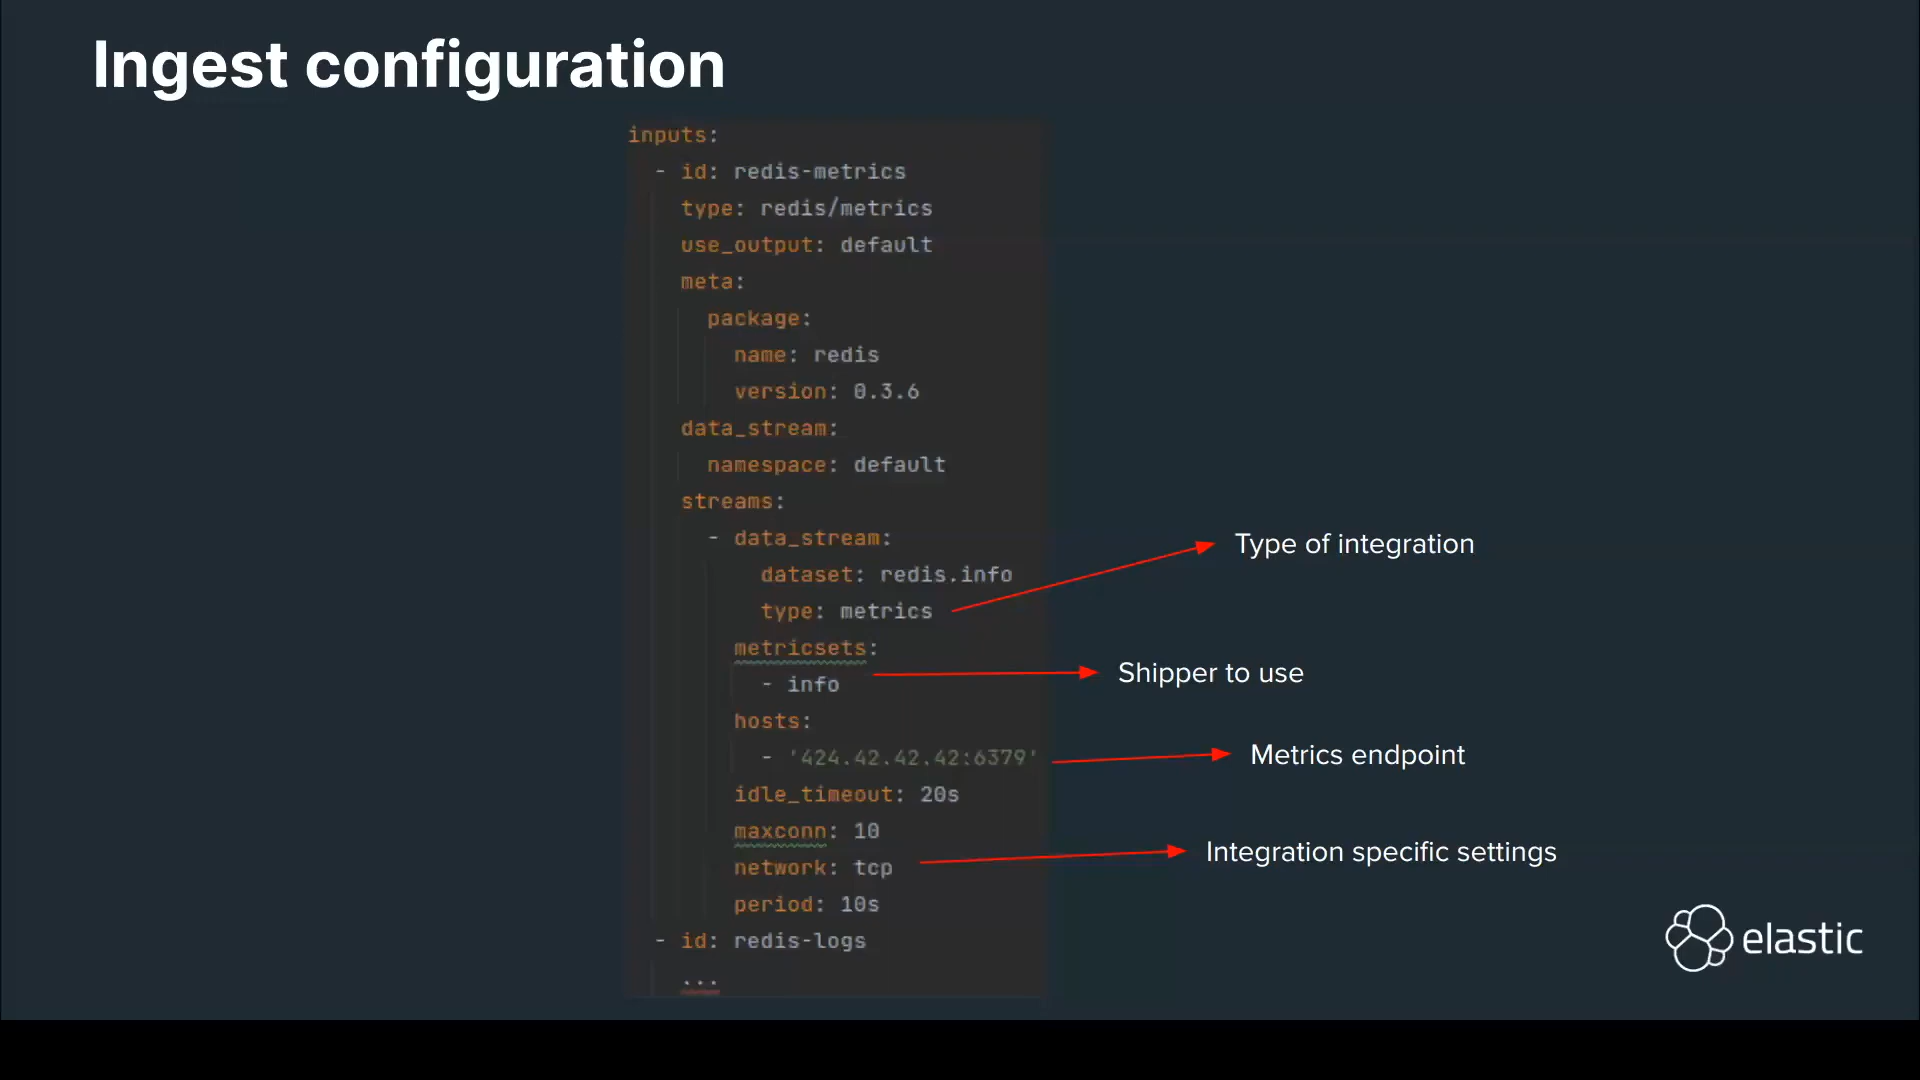 Ingest configuration
inputs:
- id: redis-metrics
type: redis/metrics
use_output: default
meta:
package:
name: redis
version: 0.3.6
data_stream:
namespace: default
streams:
- data_stream:
dataset: redis.info
type: metrics
Type of integration
metricsets:
- info
Shipper to use
hosts:
- '424.42.42.42:6379'
Metrics endpoint
idle_timeout: 20s
maxconn: 10
network: tcp
Integration specific settings
period: 10s
- id: redis-logs
...
elastic